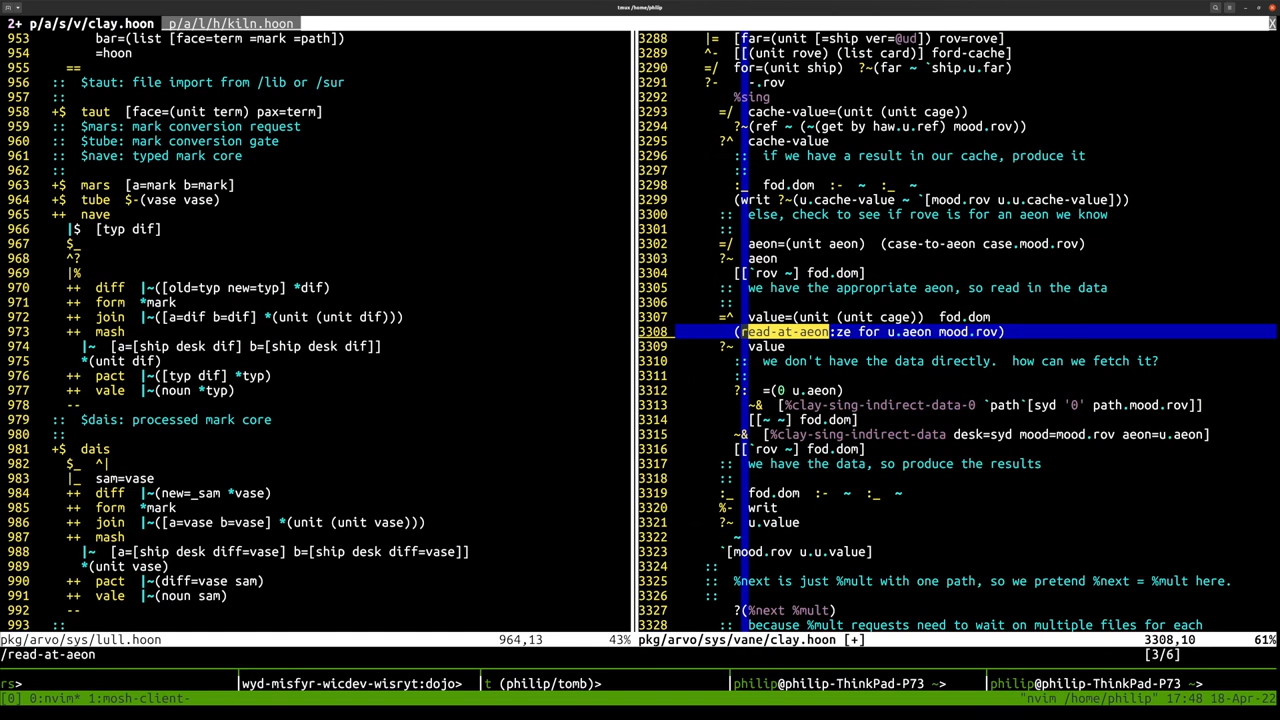 tmux /home/philip
2+ p/a/s/v/clay.hoon  p/a/l/h/kiln.hoon  X
953          bar=(list [face=term =mark =path])
954          =hoon
955      ==
956    ::  $taut: file import from /lib or /sur
957    ::
958    +$  taut  [face=(unit term) pax=term]
959    ::  $mars: mark conversion request
960    ::  $tube: mark conversion gate
961    ::  $nave: typed mark core
962    ::
963    +$  mars  [a=mark b=mark]
964    +$  tube  $-(vase vase)
965    ++  nave
966      |$  [typ dif]
967      $_
968      ^?
969      |%
970      ++  diff  |~([old=typ new=typ] *dif)
971      ++  form  *mark
972      ++  join  |~([a=dif b=dif] *(unit (unit dif)))
973      ++  mash
974        |~  [a=[ship desk dif] b=[ship desk dif]]
975        *(unit dif)
976      ++  pact  |~([typ dif] *typ)
977      ++  vale  |~(noun *typ)
978      --
979    ::  $dais: processed mark core
980    ::
981    +$  dais
982      $_  ^|
983      |_  sam=vase
984      ++  diff  |~(new=_sam *vase)
985      ++  form  *mark
986      ++  join  |~([a=vase b=vase] *(unit (unit vase)))
987      ++  mash
988        |~  [a=[ship desk diff=vase] b=[ship desk diff=vase]]
989        *(unit vase)
990      ++  pact  |~(diff=vase sam)
991      ++  vale  |~(noun sam)
992      --
993    ::
pkg/arvo/sys/lull.hoon  964,13  43%
3288      |=  [far=(unit [=ship ver=@ud]) rov=rove]
3289      ^-  [[(unit rove) (list card)] ford-cache]
3290      =/  for=(unit ship)  ?~(far ~ `ship.u.far)
3291      ?-  -.rov
3292          %sing
3293        =/  cache-value=(unit (unit cage))
3294          ?~(ref ~ (~(get by haw.u.ref) mood.rov))
3295        ?^  cache-value
3296          ::  if we have a result in our cache, produce it
3297          ::
3298          :_  fod.dom  :-  ~  :_  ~
3299          (writ ?~(u.cache-value ~ `[mood.rov u.u.cache-value]))
3300        ::  else, check to see if rove is for an aeon we know
3301        ::
3302        =/  aeon=(unit aeon)  (case-to-aeon case.mood.rov)
3303        ?~  aeon
3304          [[`rov ~] fod.dom]
3305        ::  we have the appropriate aeon, so read in the data
3306        ::
3307        =^  value=(unit (unit cage))  fod.dom
3308          (read-at-aeon:ze for u.aeon mood.rov)
3309        ?~  value
3310          ::  we don't have the data directly.  how can we fetch it?
3311          ::
3312          ?:  =(0 u.aeon)
3313            ~&  [%clay-sing-indirect-data-0 `path`[syd '0' path.mood.rov]]
3314            [[~ ~] fod.dom]
3315          ~&  [%clay-sing-indirect-data desk=syd mood=mood.rov aeon=u.aeon]
3316          [[`rov ~] fod.dom]
3317        ::  we have the data, so produce the results
3318        ::
3319        :_  fod.dom  :-  ~  :_  ~
3320        %-  writ
3321        ?~  u.value
3322          ~
3323        `[mood.rov u.u.value]
3324      ::
3325      ::  %next is just %mult with one path, so we pretend %next = %mult here.
3326      ::
3327          ?(%next %mult)
3328        ::  because %mult requests need to wait on multiple files for each
pkg/arvo/sys/vane/clay.hoon [+]  3308,10  61%
/read-at-aeon  [3/6]
rs>  |wyd-misfyr-wicdev-wisryt:dojo>  |t (philip/tomb)>  |philip@philip-ThinkPad-P73 ~>  |philip@philip-ThinkPad-P73 ~>
[0] 0:nvim* 1:mosh-client-  "nvim /home/philip" 17:48 18-Apr-22